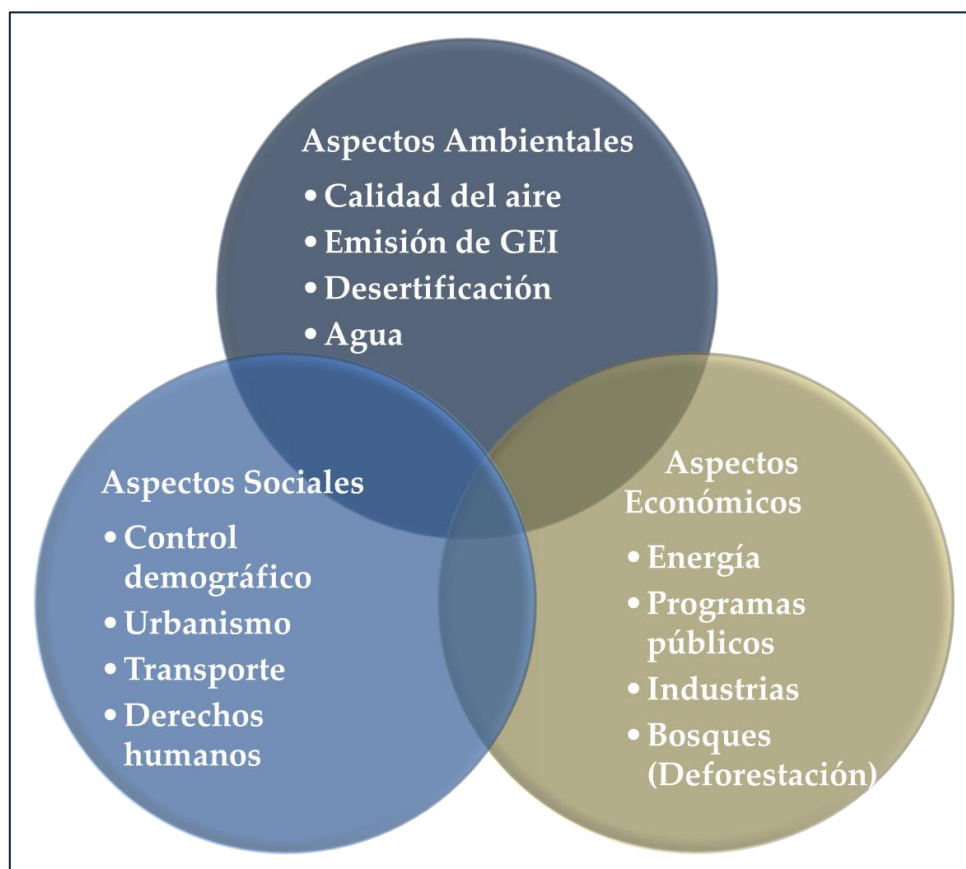 Aspectos Ambientales
• Calidad del aire
• Emisión de GEI
• Desertificación
• Agua
Aspectos Sociales
• Control
demográfico
• Urbanismo
• Transporte
• Derechos
humanos
Aspectos
Económicos
• Energía
• Programas
públicos
• Industrias
• Bosques
(Deforestación)